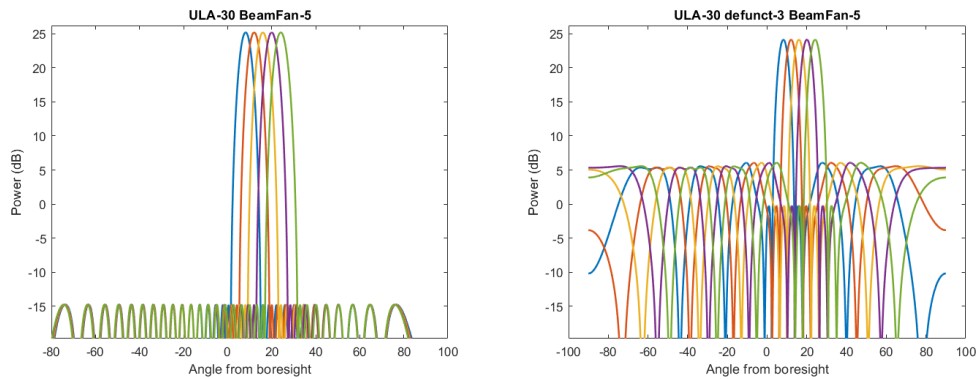 ULA-30 BeamFan-5
25
20
15
10
5
0
-5
-10
-15
Power (dB)
-80 -60 -40 -20 0 20 40 60 80 100
Angle from boresight
ULA-30 defunct-3 BeamFan-5
25
20
15
10
5
0
-5
-10
-15
Power (dB)
-100 -80 -60 -40 -20 0 20 40 60 80 100
Angle from boresight